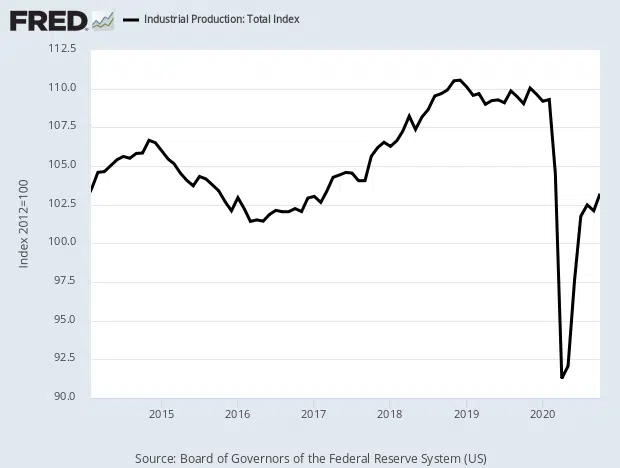 FRED
Industrial Production: Total Index
112.5
110.0
107.5
105.0
102.5
100.0
97.5
95.0
92.5
90.0
Index 2012=100
2015 2016 2017 2018 2019 2020
Source: Board of Governors of the Federal Reserve System (US)